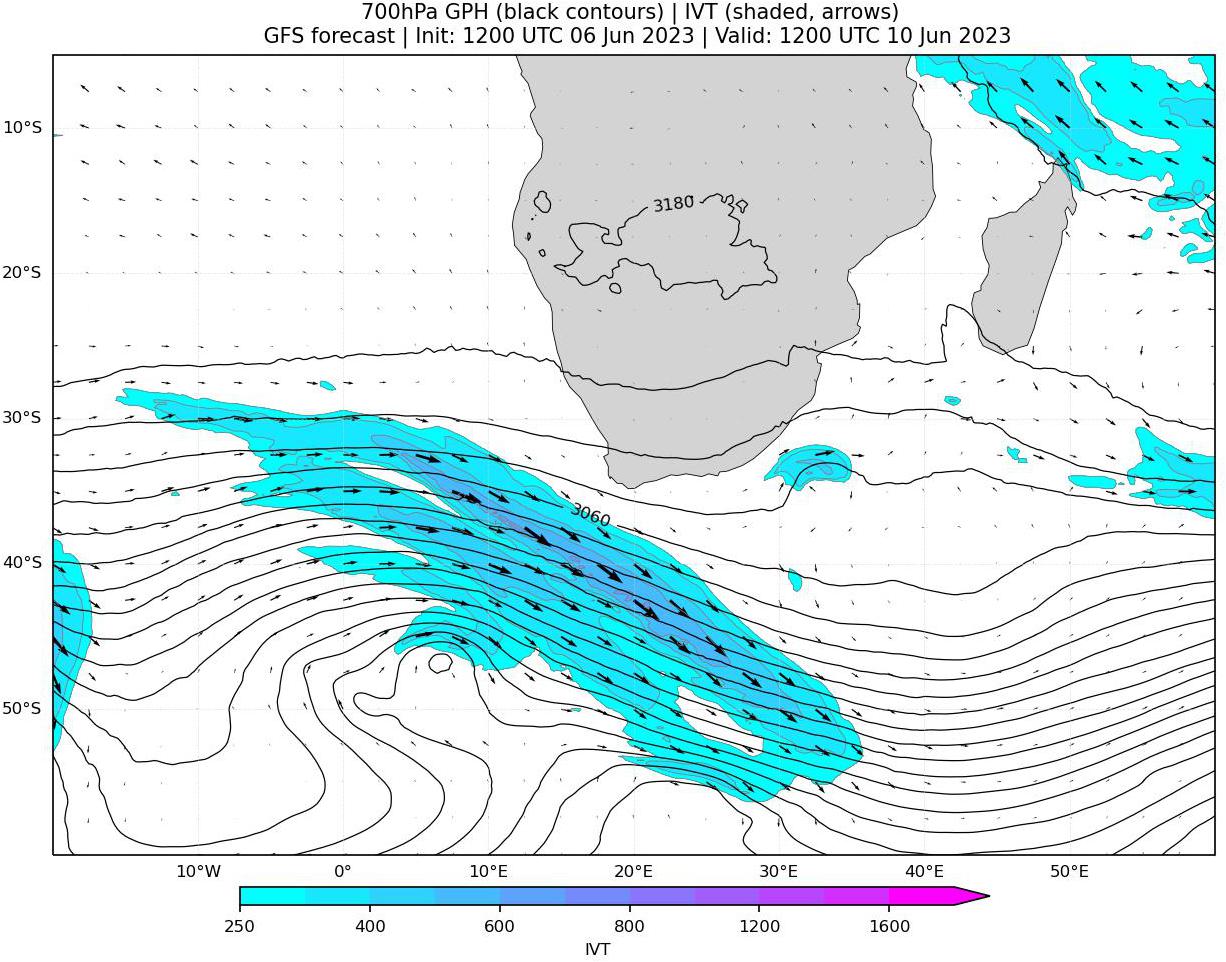 700hPa GPH (black contours) | IVT (shaded, arrows)
GFS forecast | Init: 1200 UTC 06 Jun 2023 | Valid: 1200 UTC 10 Jun 2023
10°S
3180
20°S
30°S
3060
40°S
50°S
10°W 0° 10°E 20°E 30°E 40°E 50°E
250 400 600 800 1200 1600
IVT